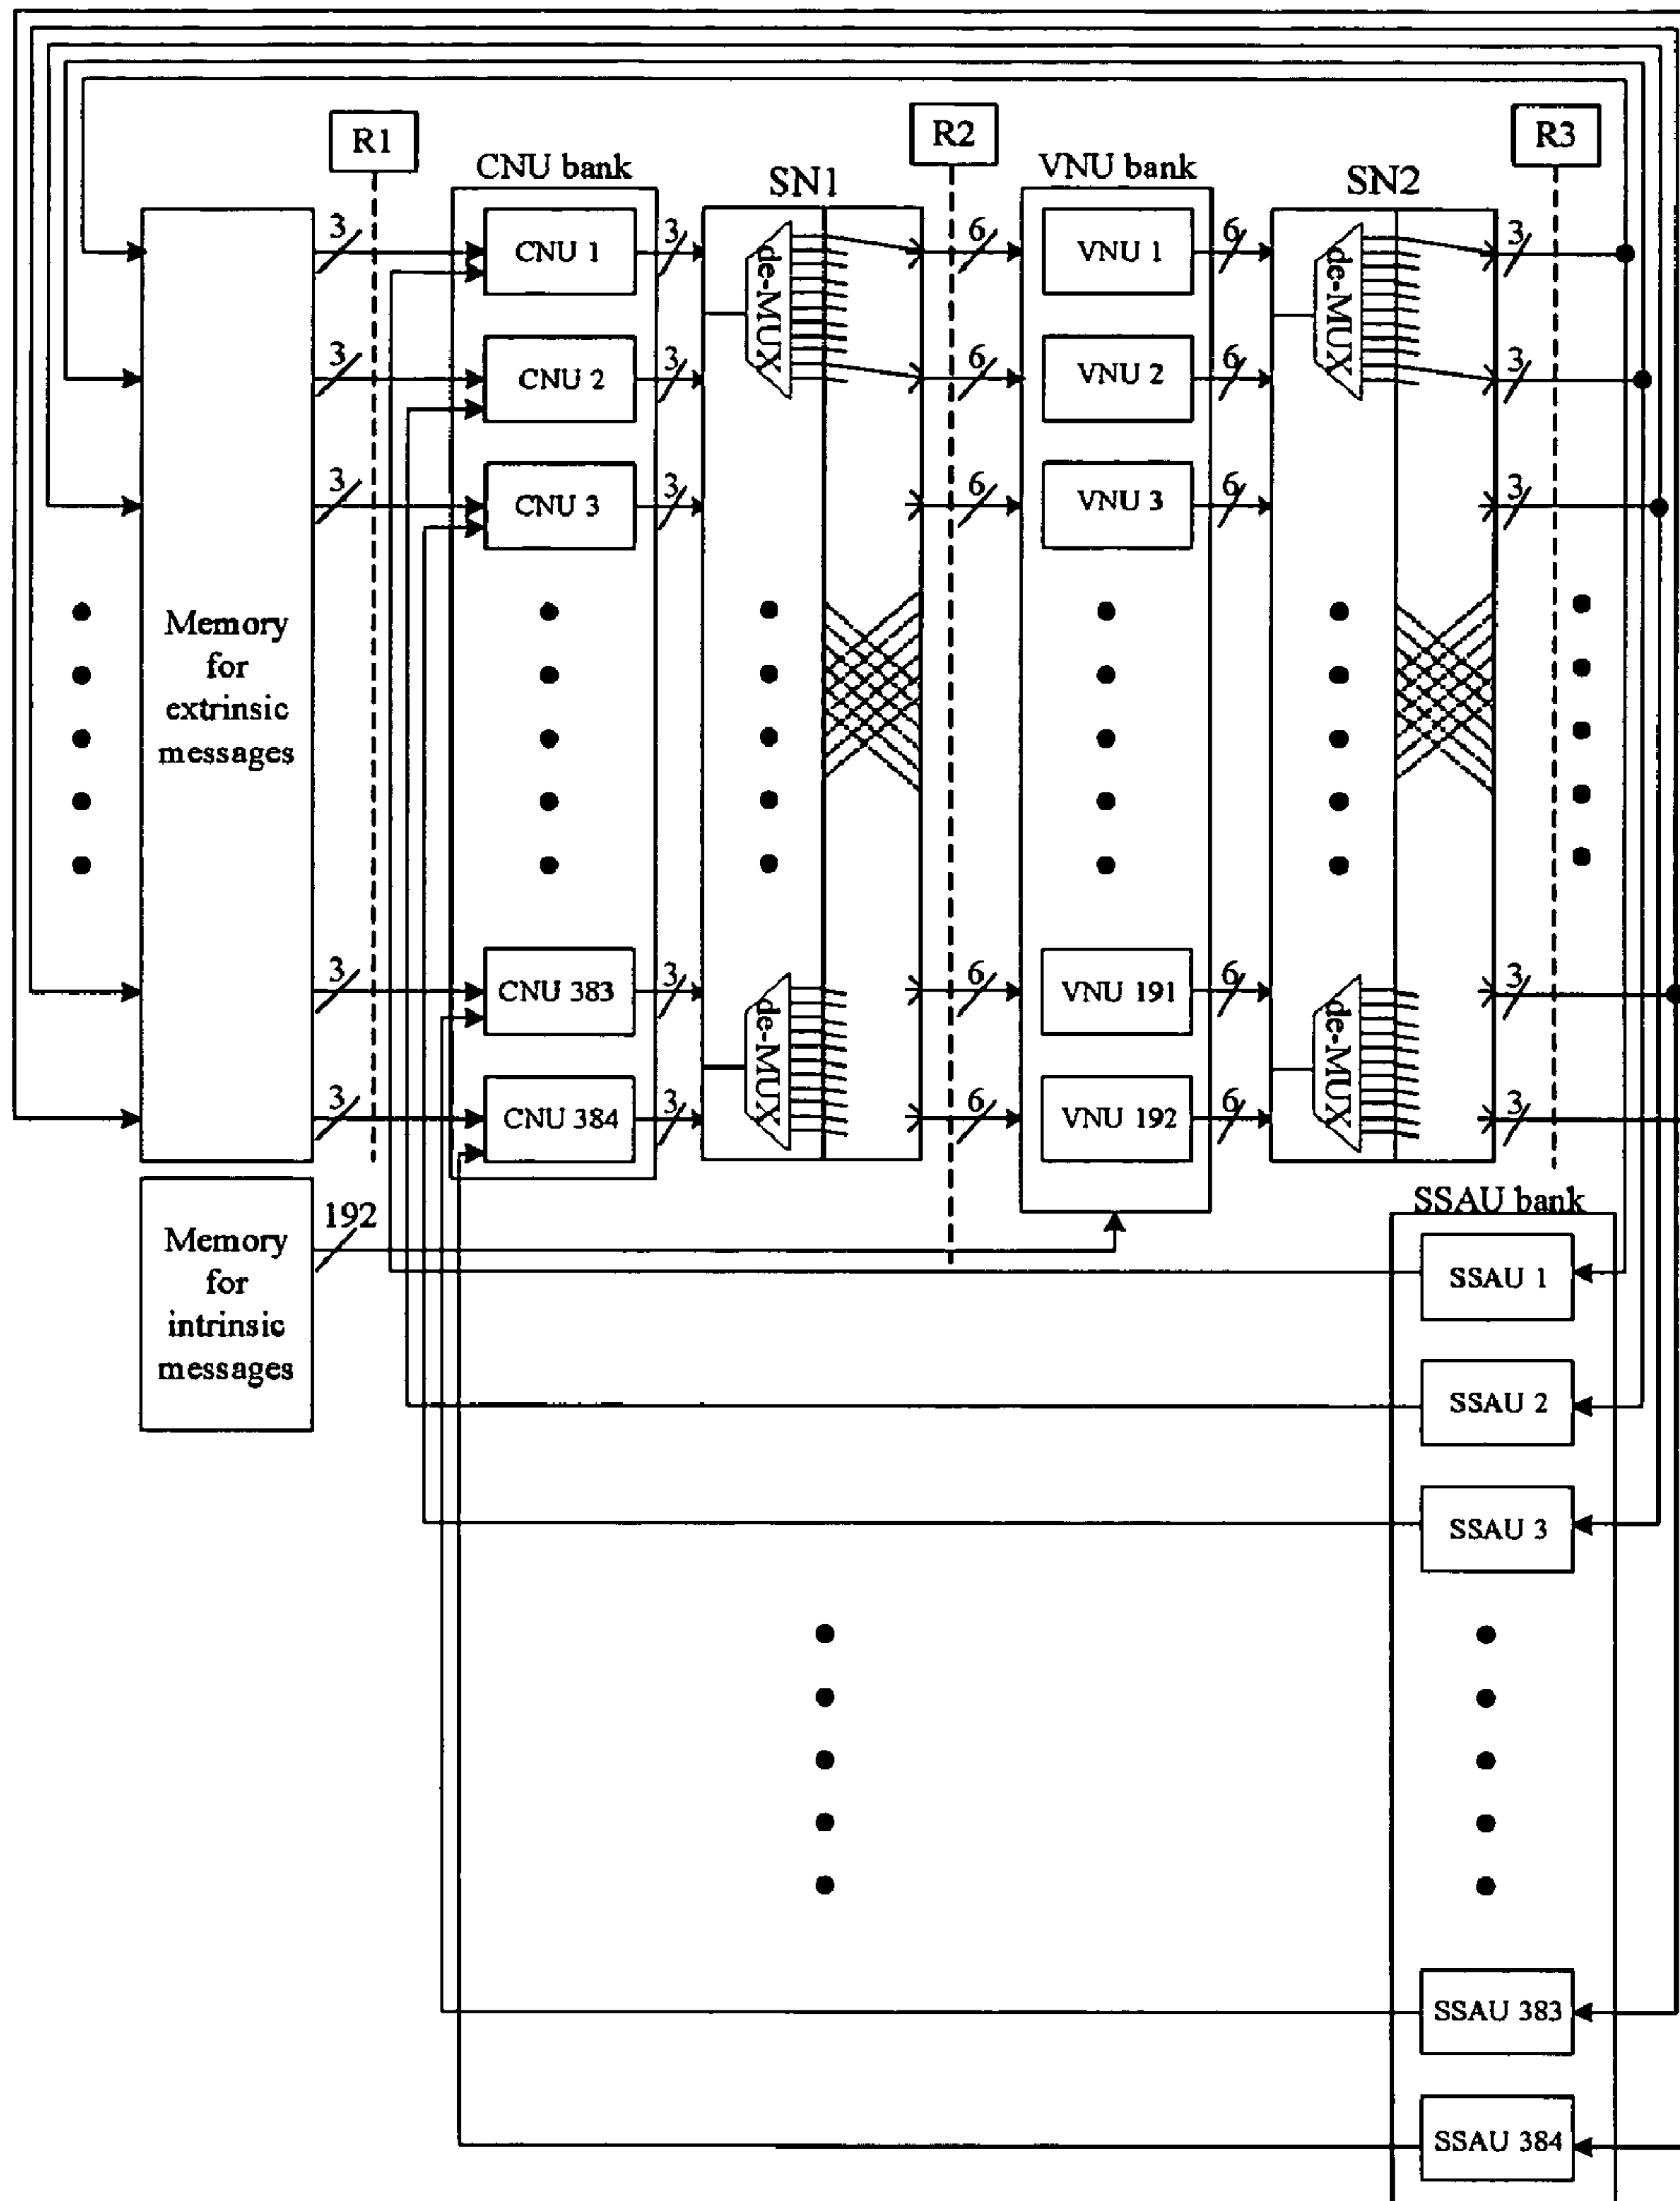 R1
R2
R3
CNU bank
SN1
VNU bank
SN2
3
CNU 1
3
de-MUX
6
VNU 1
6
de-MUX
3
3
CNU 2
3
6
VNU 2
6
3
3
CNU 3
3
6
VNU 3
6
3
Memory
for
extrinsic
messages
3
CNU 383
3
de-MUX
6
VNU 191
6
de-MUX
3
3
CNU 384
3
6
VNU 192
6
3
Memory
for
intrinsic
messages
192
SSAU bank
SSAU 1
SSAU 2
SSAU 3
SSAU 383
SSAU 384